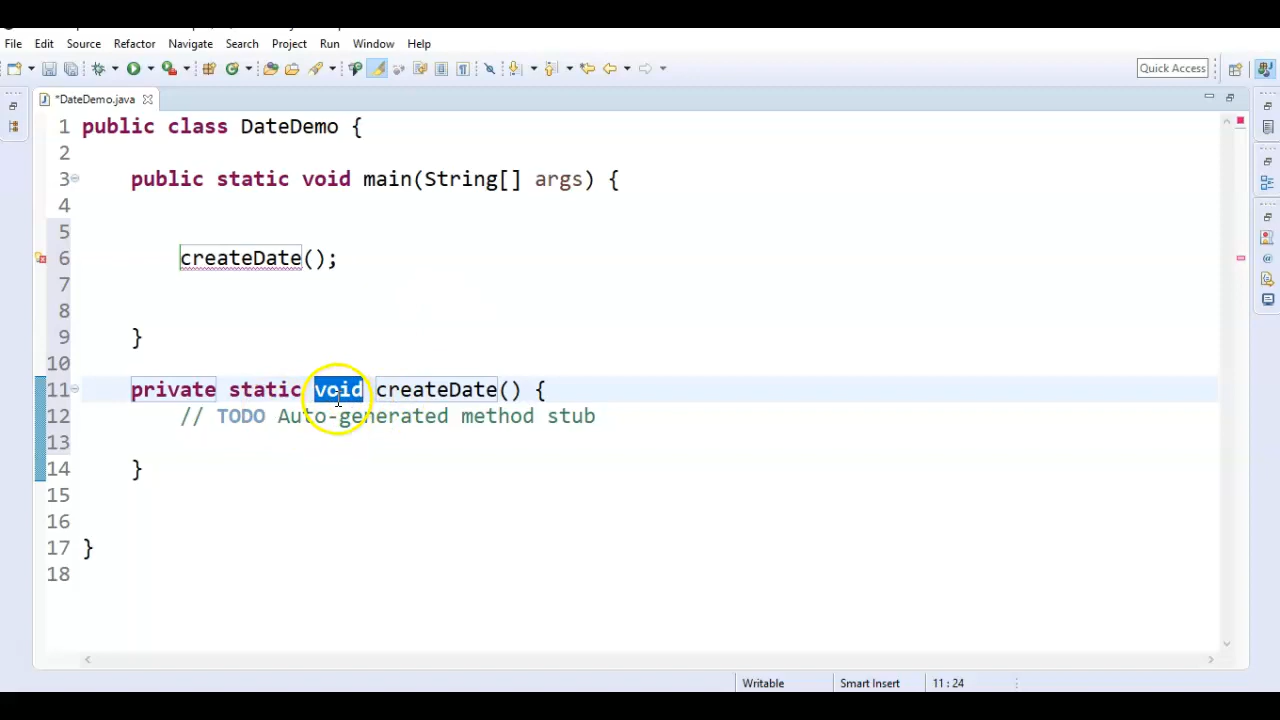 File Edit Source Refactor Navigate Search Project Run Window Help
Quick Access
*DateDemo.java
1 public class DateDemo {
2
3 public static void main(String[] args) {
4
5
6 createDate();
7
8
9 }
10
11 private static void createDate() {
12 // TODO Auto-generated method stub
13
14 }
15
16
17 }
18
Writable Smart Insert 11 : 24